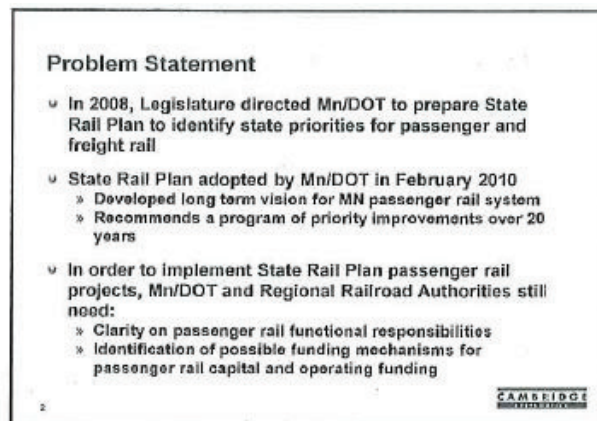 Problem Statement
In 2008, Legislature directed Mn/DOT to prepare State
Rail Plan to identify state priorities for passenger and
freight rail
State Rail Plan adopted by Mn/DOT in February 2010
» Developed long term vision for MN passenger rail system
» Recommends a program of priority improvements over 20
years
In order to implement State Rail Plan passenger rail
projects, Mn/DOT and Regional Railroad Authorities still
need:
» Clarity on passenger rail functional responsibilities
» Identification of possible funding mechanisms for
passenger rail capital and operating funding
2
CAMBRIDGE